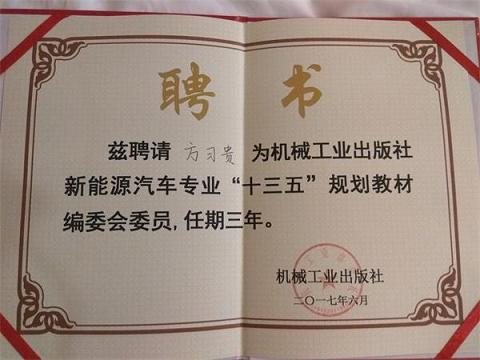 聘书
兹聘请 方习贵 为机械工业出版社
新能源汽车专业“十三五”规划教材
编委会委员,任期三年。
机械工业出版社
二〇一七年六月